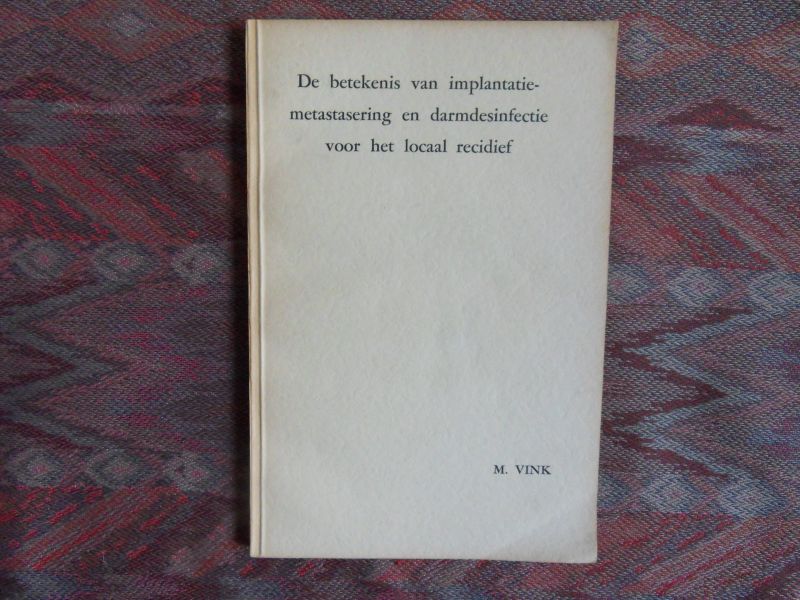 De betekenis van implantatie-
metastasering en darmdesinfectie
voor het locaal recidief
M. VINK